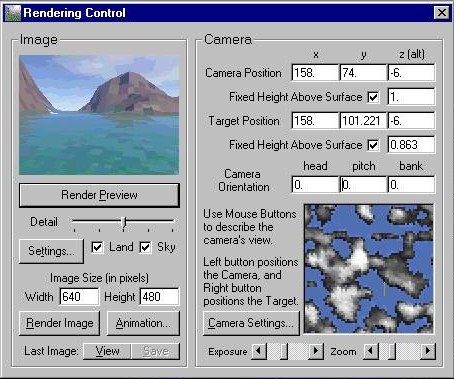 Rendering Control
Image
Render Preview
Detail
Settings...
Land
Sky
Image Size (in pixels)
Width 640 Height 480
Render Image
Animation...
Last Image: View Save
Camera
x y z (alt)
Camera Position 158. 74. -6.
Fixed Height Above Surface 1.
Target Position 158. 101.221 -6.
Fixed Height Above Surface 0.863
head pitch bank
Camera
Orientation
0. 0. 0.
Use Mouse Buttons
to describe the
camera's view.
Left button positions
the Camera, and
Right button
positions the Target.
Camera Settings...
Exposure
Zoom